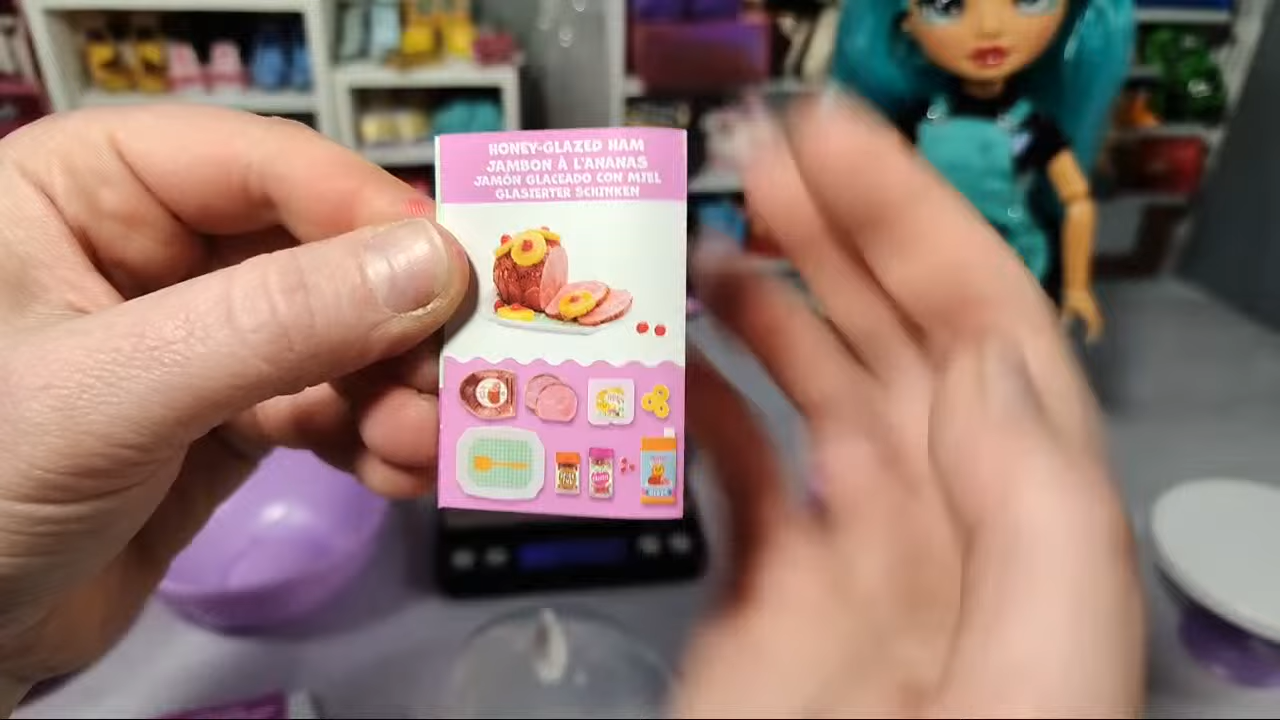 HONEY-GLAZED HAM
JAMBON À L'ANANAS
JAMÓN GLACEADO CON MIEL
GLASIERTER SCHINKEN